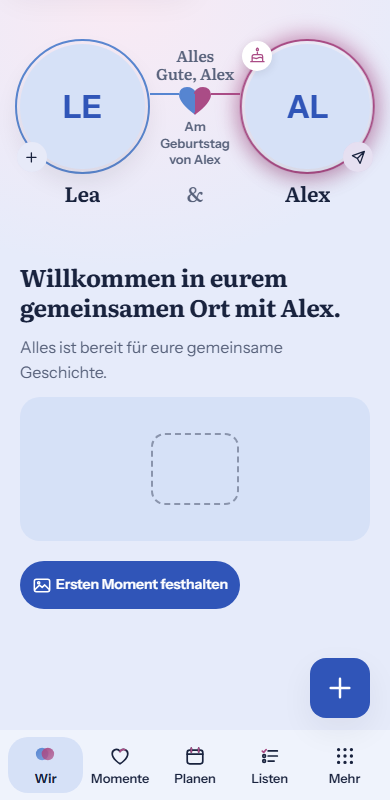 Alles
Gute, Alex
LE
AL
Am
Geburtstag
von Alex
Lea
&
Alex
Willkommen in eurem
gemeinsamen Ort mit Alex.
Alles ist bereit für eure gemeinsame
Geschichte.
Ersten Moment festhalten
Wir
Momente
Planen
Listen
Mehr